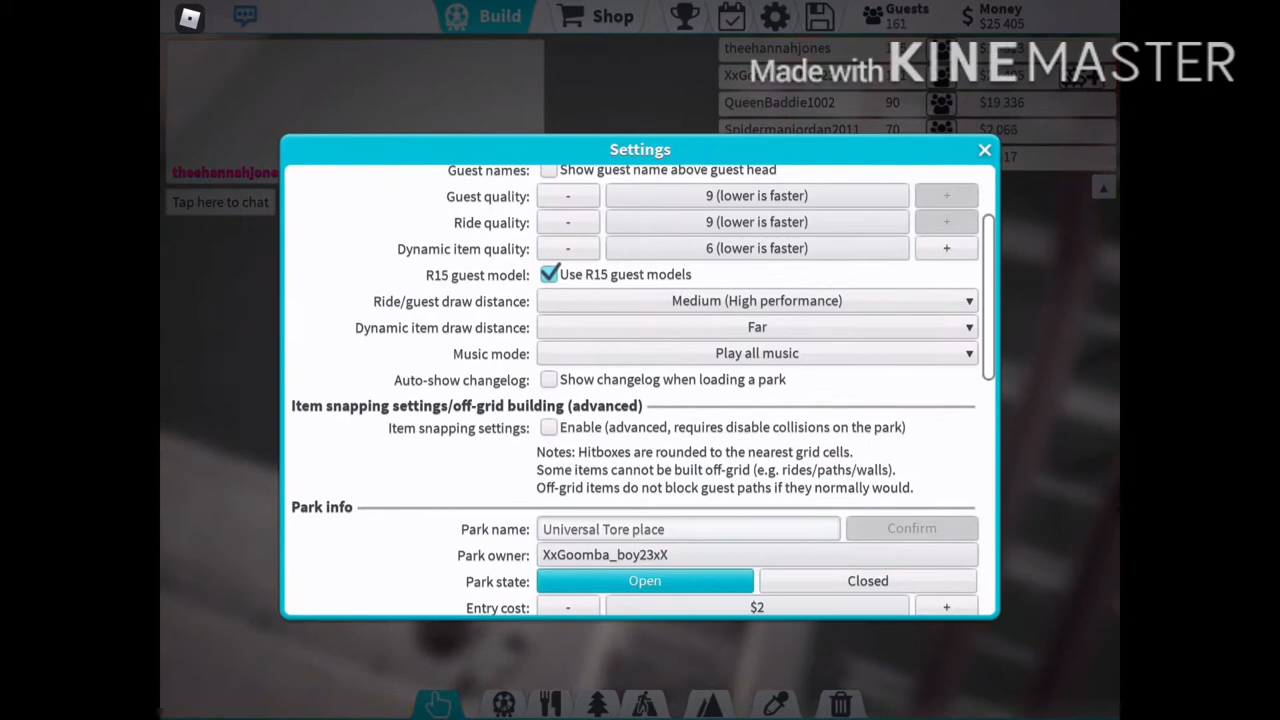 Build
Shop
Guests
161
Money
$25 405
Made with KINEMASTER
theehannahjones
QueenBaddie1002 90 $19 336
Spidermanjordan2011 70 $2 066
17
theehannahjone
Tap here to chat
Settings
Guest names: Show guest name above guest head
Guest quality: - 9 (lower is faster) +
Ride quality: - 9 (lower is faster) +
Dynamic item quality: - 6 (lower is faster) +
R15 guest model: Use R15 guest models
Ride/guest draw distance: Medium (High performance)
Dynamic item draw distance: Far
Music mode: Play all music
Auto-show changelog: Show changelog when loading a park
Item snapping settings/off-grid building (advanced)
Item snapping settings: Enable (advanced, requires disable collisions on the park)
Notes: Hitboxes are rounded to the nearest grid cells.
Some items cannot be built off-grid (e.g. rides/paths/walls).
Off-grid items do not block guest paths if they normally would.
Park info
Park name: Universal Tore place Confirm
Park owner: XxGoomba_boy23xX
Park state: Open Closed
Entry cost: - $2 +